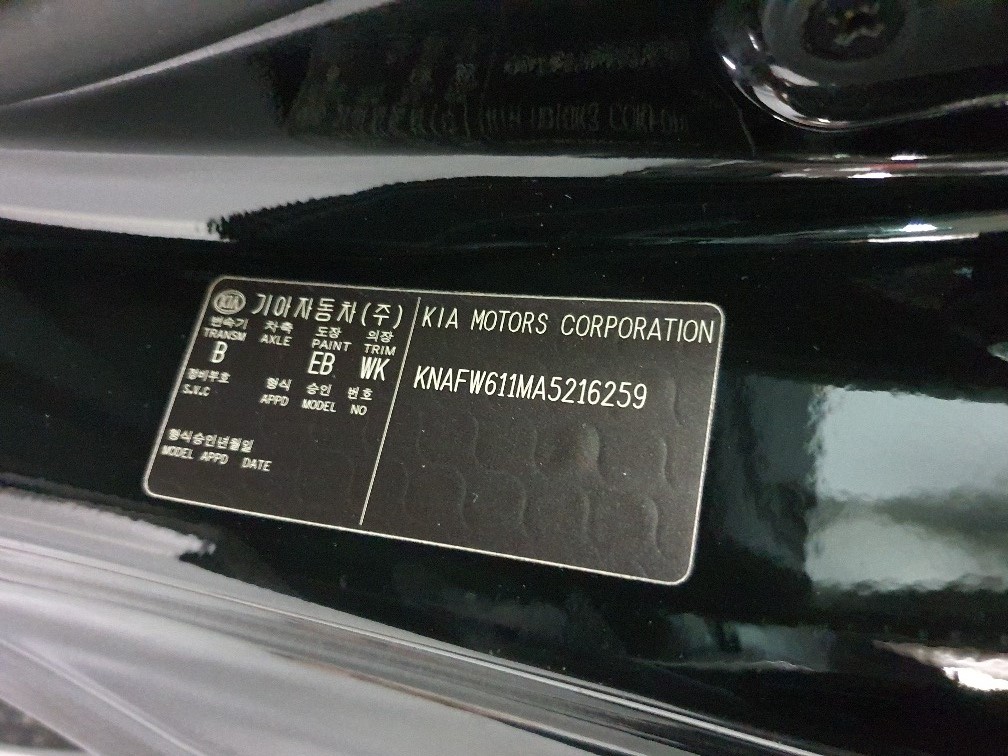 KIA 기아자동차(주)
변속기 차축 도장 의장
TRANSM AXLE PAINT TRIM
B EB WK
정비부호 형식 승인 번호
S.V.C APPD MODEL NO
형식승인년월일
MODEL APPD DATE
KIA MOTORS CORPORATION
KNAFW611MA5216259